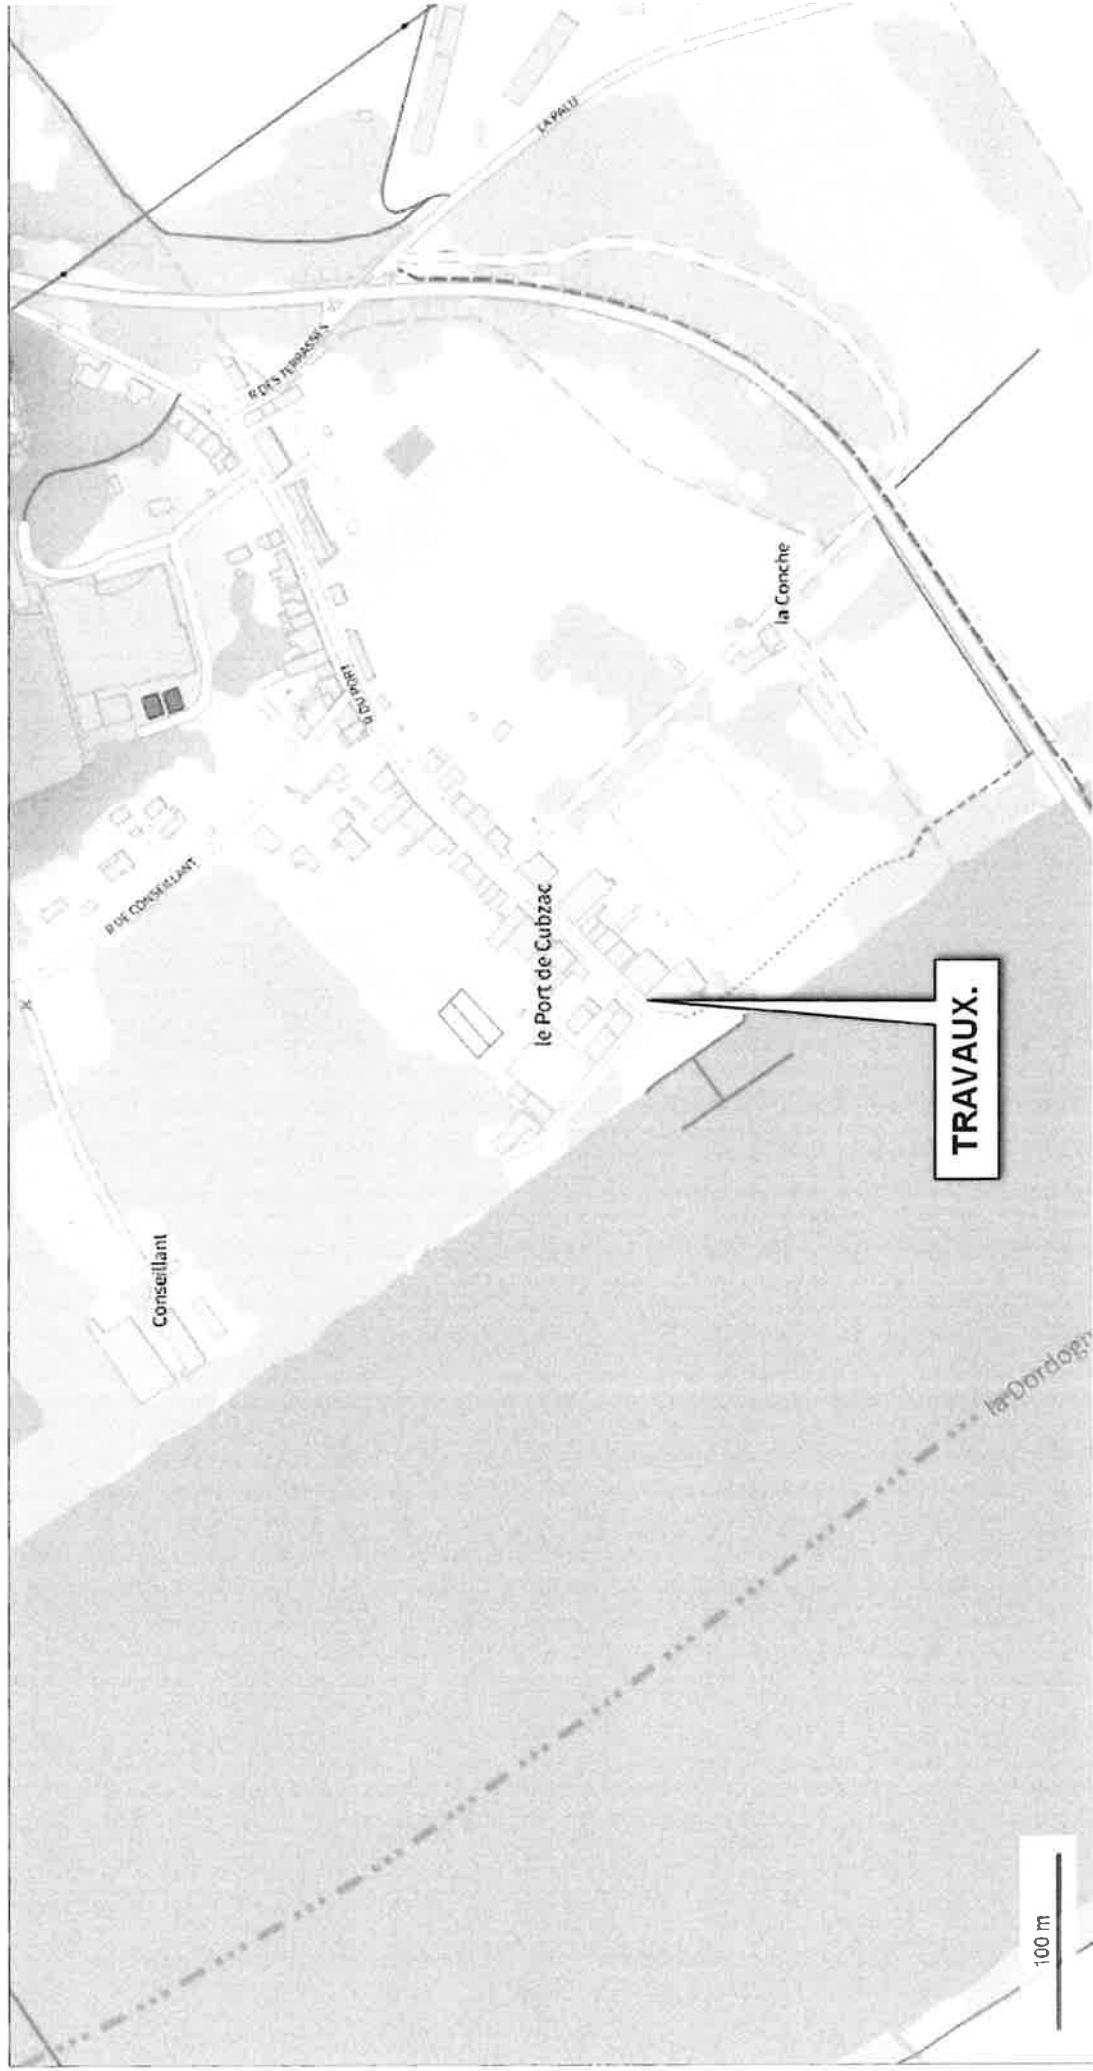 R DE CONSEILLANT
Conseillant
R DU PORT
R DES TERRASSES
LA PALU
le Port de Cubzac
la Conche
TRAVAUX.
la Dordogn
100 m